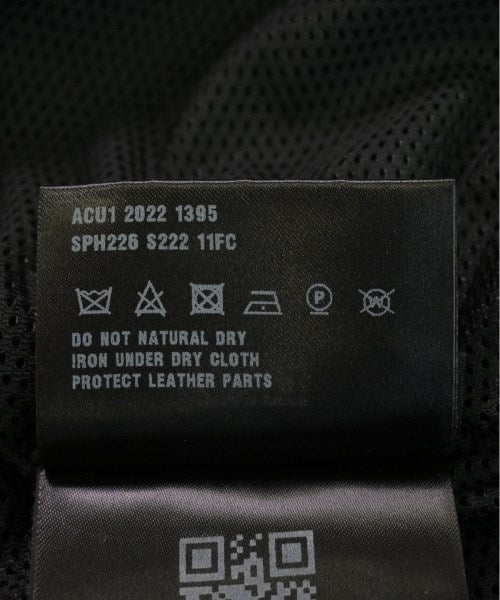 ACU1 2022 1395
SPH226 S222 11FC
P
W
DO NOT NATURAL DRY
IRON UNDER DRY CLOTH
PROTECT LEATHER PARTS